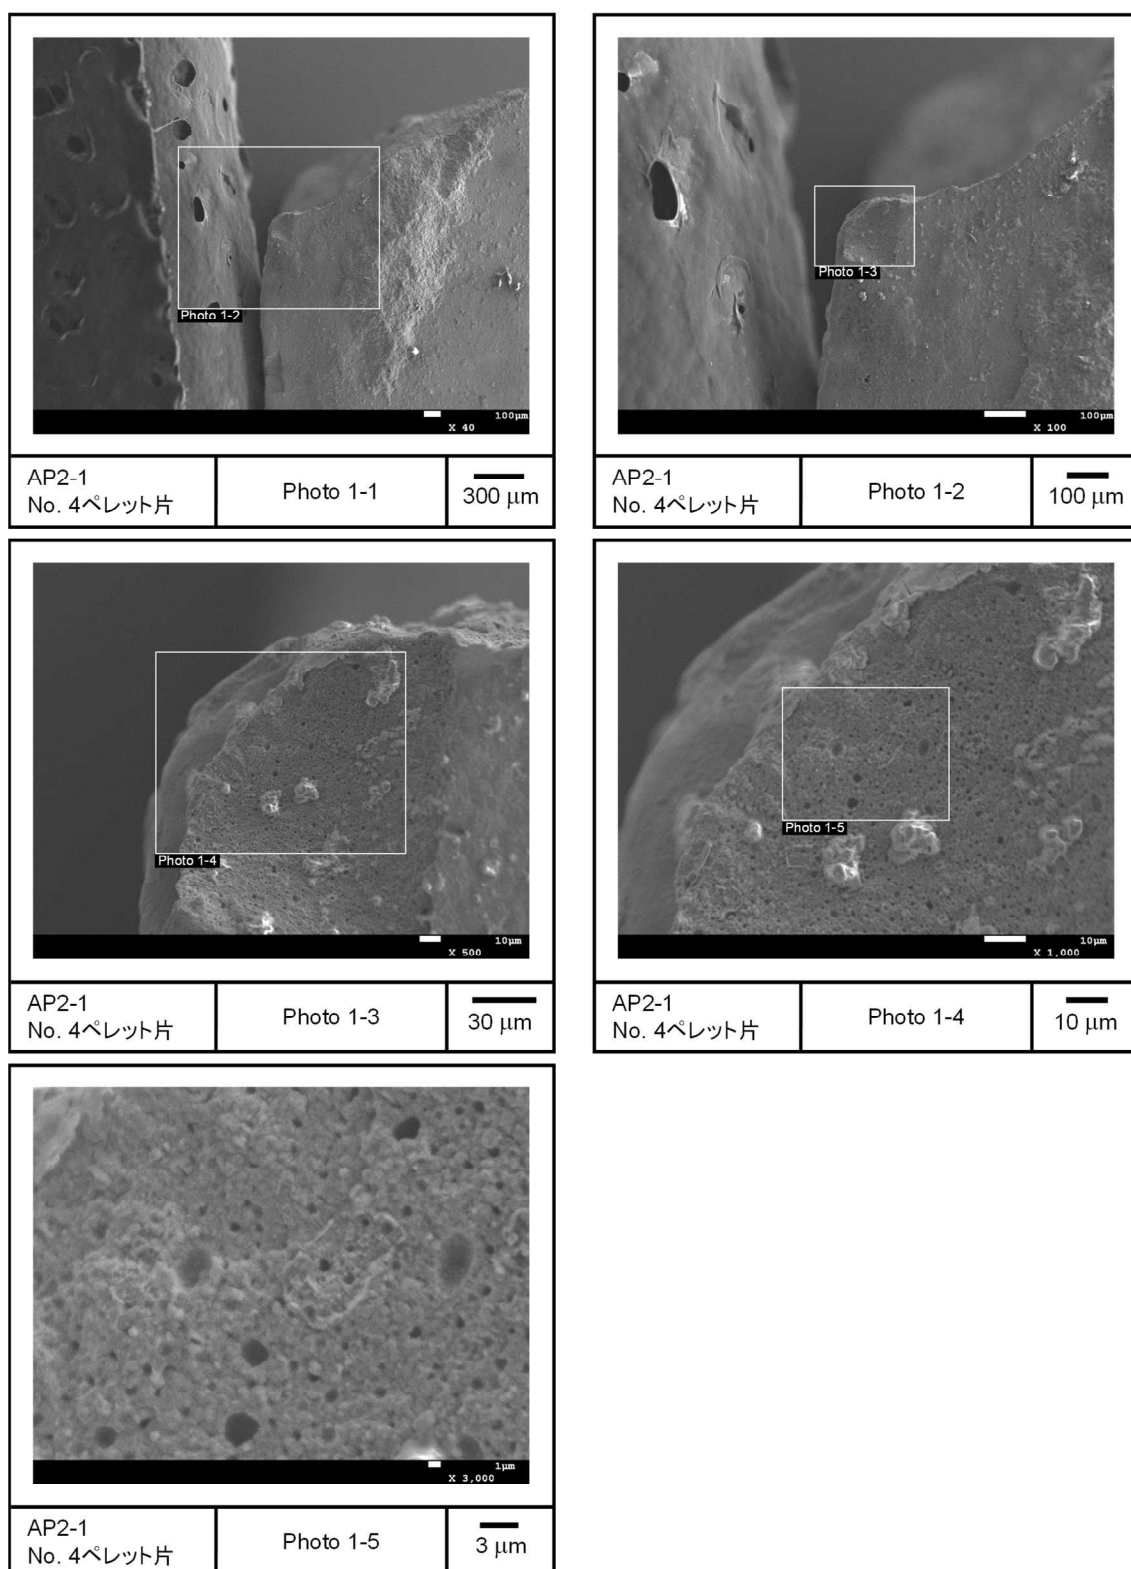 Photo 1-2
100μm
X 40
AP2-1
No. 4ペレット片
Photo 1-1
300 μm
Photo 1-3
100μm
X 100
AP2-1
No. 4ペレット片
Photo 1-2
100 μm
Photo 1-4
10μm
X 500
AP2-1
No. 4ペレット片
Photo 1-3
30 μm
Photo 1-5
10μm
X 1,000
AP2-1
No. 4ペレット片
Photo 1-4
10 μm
1μm
X 3,000
AP2-1
No. 4ペレット片
Photo 1-5
3 μm